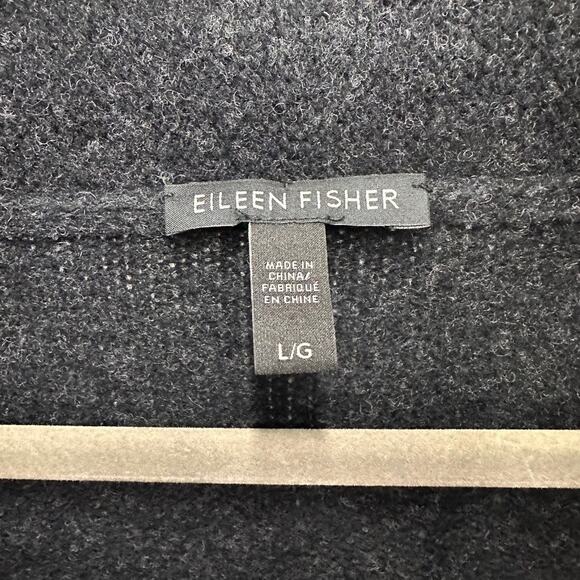 EILEEN FISHER
MADE IN
CHINA/
FABRIQUÉ
EN CHINE
L/G